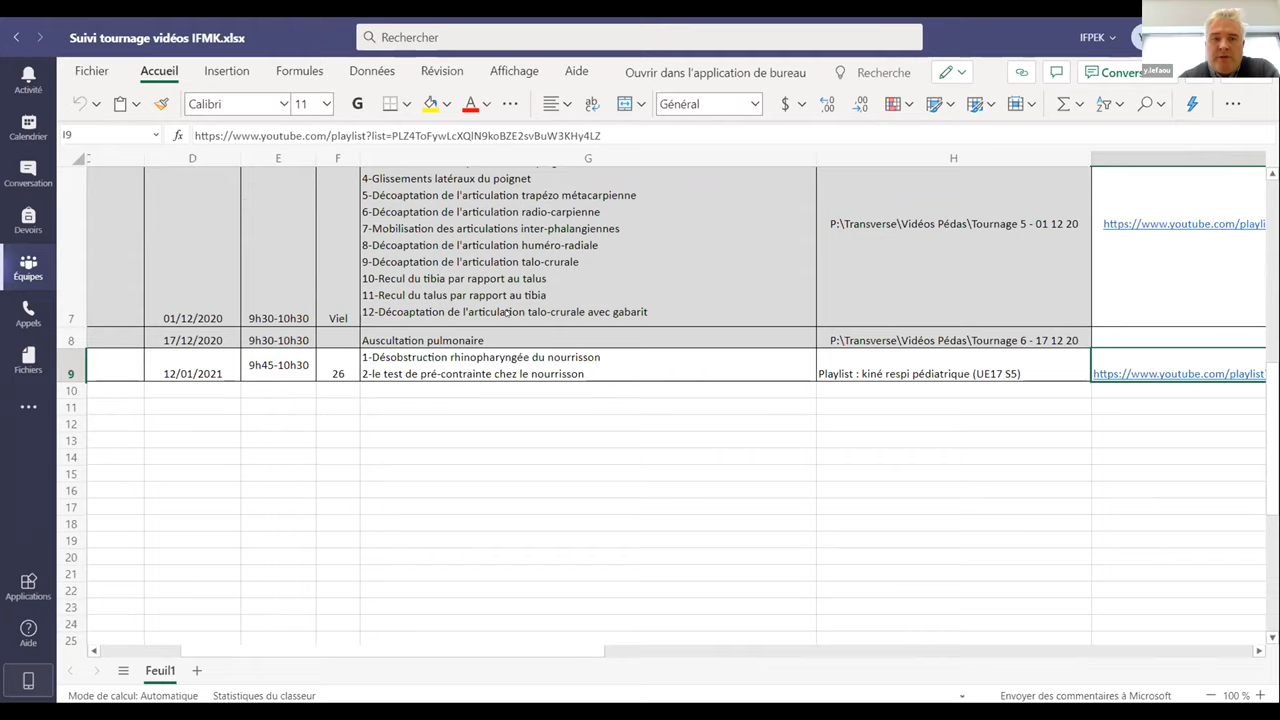 Suivi tournage vidéos IFMK.xlsx
Rechercher
IFPEK
y.lefaou
Fichier Accueil Insertion Formules Données Révision Affichage Aide Ouvrir dans l'application de bureau Recherche
Calibri 11 G Général $
I9 fx https://www.youtube.com/playlist?list=PLZ4ToFywLcXQlN9koBZE2svBuW3KHy4LZ
D E F G H
4-Glissements latéraux du poignet
5-Décoaptation de l'articulation trapézo métacarpienne
6-Décoaptation de l'articulation radio-carpienne
7-Mobilisation des articulations inter-phalangiennes
8-Décoaptation de l'articulation huméro-radiale
9-Décoaptation de l'articulation talo-crurale
10-Recul du tibia par rapport au talus
11-Recul du talus par rapport au tibia
12-Décoaptation de l'articulation talo-crurale avec gabarit
P:\Transverse\Vidéos Pédas\Tournage 5 - 01 12 20
https://www.youtube.com/playli
7 01/12/2020 9h30-10h30 Viel
8 17/12/2020 9h30-10h30 Auscultation pulmonaire P:\Transverse\Vidéos Pédas\Tournage 6 - 17 12 20
1-Désobstruction rhinopharyngée du nourrisson
9 12/01/2021 9h45-10h30 26 2-le test de pré-contrainte chez le nourrisson Playlist : kiné respi pédiatrique (UE17 S5) https://www.youtube.com/playlist
10
11
12
13
14
15
16
17
18
19
20
21
22
23
24
25
Activité
Calendrier
Conversation
Devoirs
Équipes
Appels
Fichiers
Applications
Aide
Feuil1
Mode de calcul: Automatique Statistiques du classeur Envoyer des commentaires à Microsoft 100 %